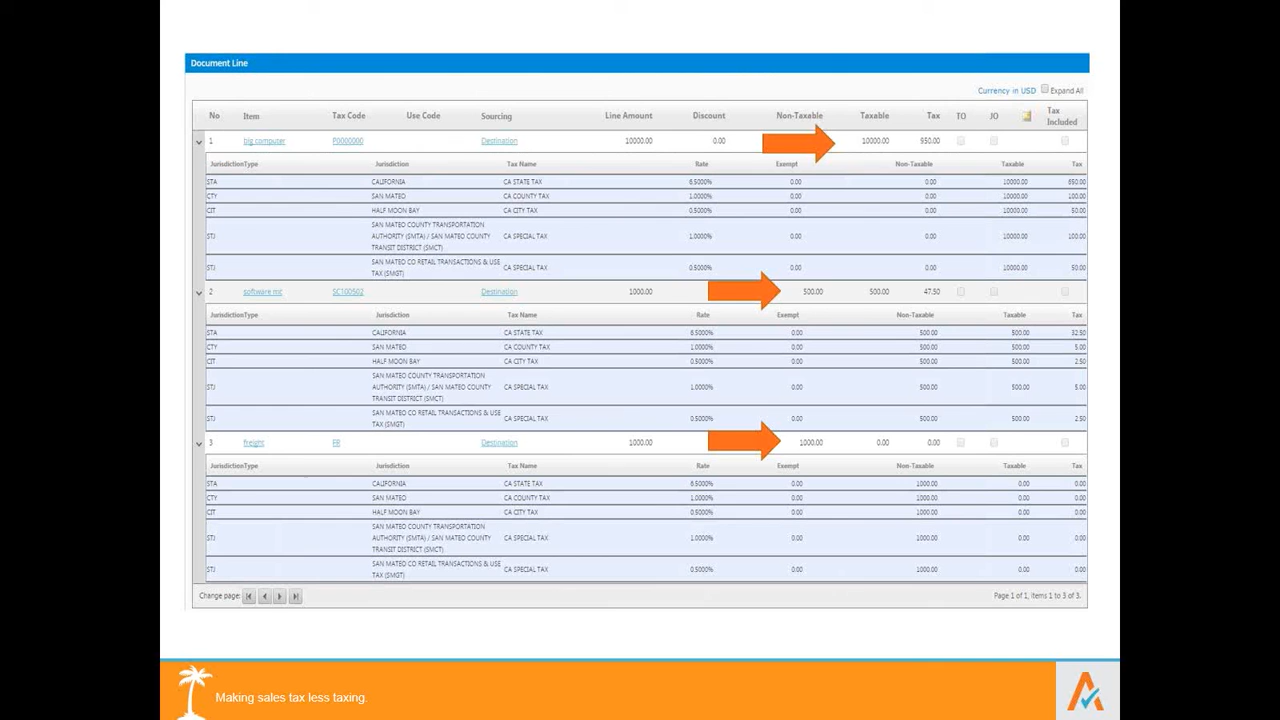 Document Line
Currency in USD Expand All
No Item Tax Code Use Code Sourcing Line Amount Discount Non-Taxable Taxable Tax TO JO Tax Included
1 big computer P0000000 Destination 10000.00 0.00 10000.00 950.00
JurisdictionType Jurisdiction Tax Name Rate Exempt Non-Taxable Taxable Tax
STA CALIFORNIA CA STATE TAX 6.5000% 0.00 0.00 10000.00 650.00
CTY SAN MATEO CA COUNTY TAX 1.0000% 0.00 0.00 10000.00 100.00
CIT HALF MOON BAY CA CITY TAX 0.5000% 0.00 0.00 10000.00 50.00
SAN MATEO COUNTY TRANSPORTATION
STJ AUTHORITY (SMTA) / SAN MATEO COUNTY CA SPECIAL TAX 1.0000% 0.00 0.00 10000.00 100.00
TRANSIT DISTRICT (SMCT)
STJ SAN MATEO CO RETAIL TRANSACTIONS & USE CA SPECIAL TAX 0.5000% 0.00 0.00 10000.00 50.00
TAX (SMGT)
2 software mt SC100502 Destination 1000.00 500.00 500.00 47.50
JurisdictionType Jurisdiction Tax Name Rate Exempt Non-Taxable Taxable Tax
STA CALIFORNIA CA STATE TAX 6.5000% 0.00 500.00 500.00 32.50
CTY SAN MATEO CA COUNTY TAX 1.0000% 0.00 500.00 500.00 5.00
CIT HALF MOON BAY CA CITY TAX 0.5000% 0.00 500.00 500.00 2.50
SAN MATEO COUNTY TRANSPORTATION
STJ AUTHORITY (SMTA) / SAN MATEO COUNTY CA SPECIAL TAX 1.0000% 0.00 500.00 500.00 5.00
TRANSIT DISTRICT (SMCT)
STJ SAN MATEO CO RETAIL TRANSACTIONS & USE CA SPECIAL TAX 0.5000% 0.00 500.00 500.00 2.50
TAX (SMGT)
3 freight FR Destination 1000.00 1000.00 0.00 0.00
JurisdictionType Jurisdiction Tax Name Rate Exempt Non-Taxable Taxable Tax
STA CALIFORNIA CA STATE TAX 6.5000% 0.00 1000.00 0.00 0.00
CTY SAN MATEO CA COUNTY TAX 1.0000% 0.00 1000.00 0.00 0.00
CIT HALF MOON BAY CA CITY TAX 0.5000% 0.00 1000.00 0.00 0.00
SAN MATEO COUNTY TRANSPORTATION
STJ AUTHORITY (SMTA) / SAN MATEO COUNTY CA SPECIAL TAX 1.0000% 0.00 1000.00 0.00 0.00
TRANSIT DISTRICT (SMCT)
STJ SAN MATEO CO RETAIL TRANSACTIONS & USE CA SPECIAL TAX 0.5000% 0.00 1000.00 0.00 0.00
TAX (SMGT)
Change page: Page 1 of 1, items 1 to 3 of 3.
Making sales tax less taxing.